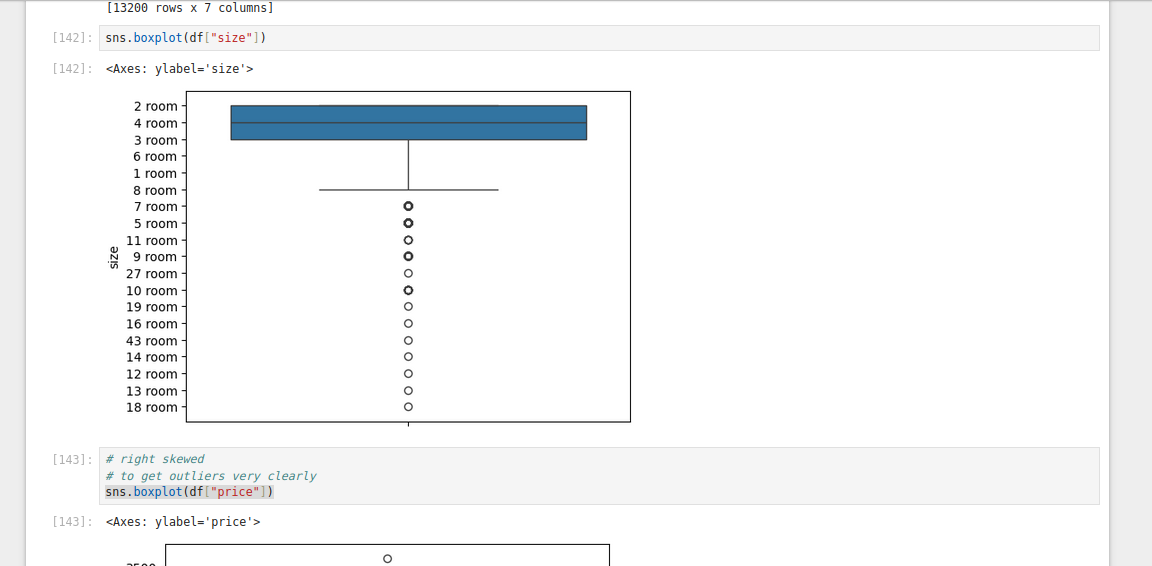 [13200 rows x 7 columns]
[142]: sns.boxplot(df["size"])
[142]: <Axes: ylabel='size'>
2 room
4 room
3 room
6 room
1 room
8 room
7 room
5 room
11 room
9 room
27 room
10 room
19 room
16 room
43 room
14 room
12 room
13 room
18 room
size
[143]: # right skewed
# to get outliers very clearly
sns.boxplot(df["price"])
[143]: <Axes: ylabel='price'>